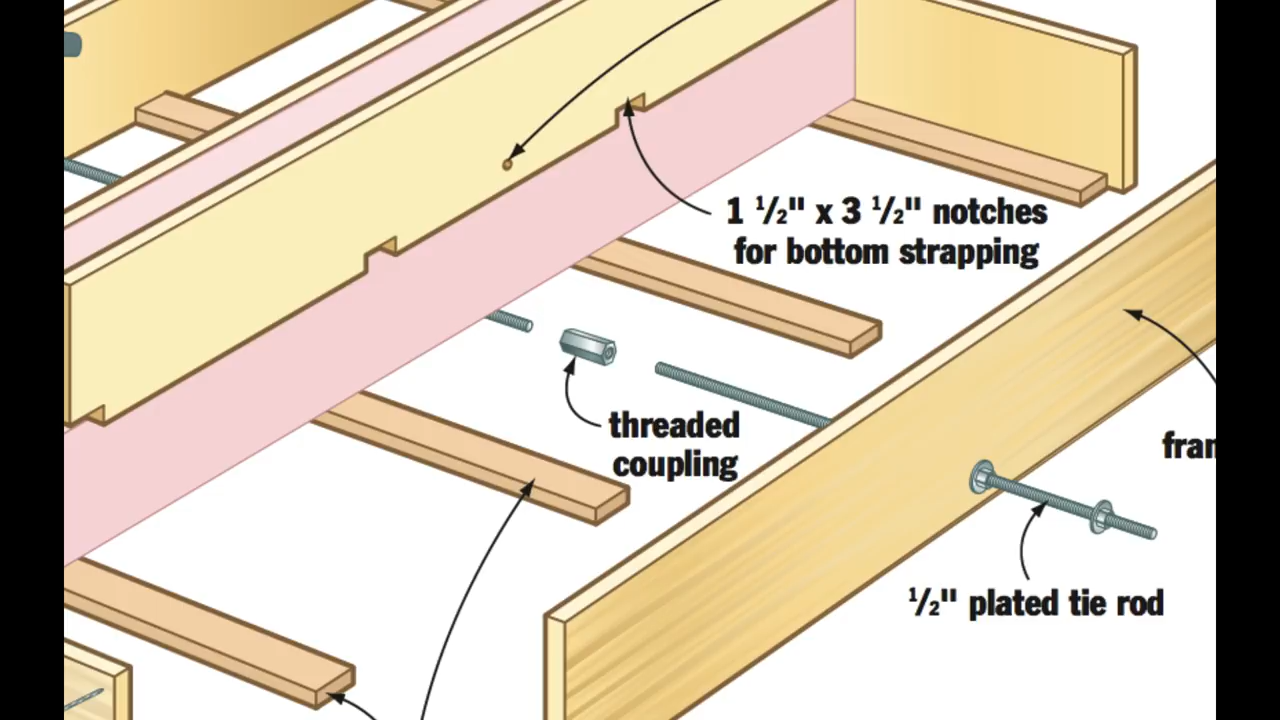 1 1/2" x 3 1/2" notches
for bottom strapping
threaded
coupling
1/2" plated tie rod